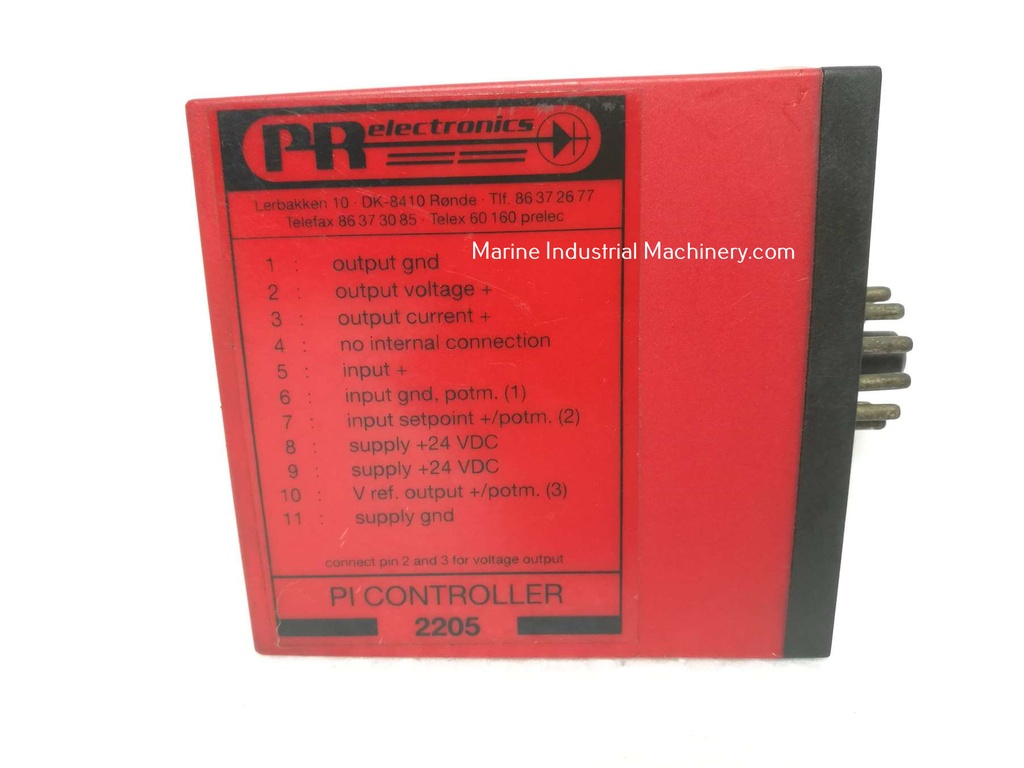 PR electronics
Lerbakken 10 · DK-8410 Rønde · Tlf. 86 37 26 77
Telefax 86 37 30 85 · Telex 60 160 prelec
Marine Industrial Machinery.com
1 : output gnd
2 : output voltage +
3 : output current +
4 : no internal connection
5 : input +
6 : input gnd, potm. (1)
7 : input setpoint +/potm. (2)
8 : supply +24 VDC
9 : supply +24 VDC
10 : V ref. output +/potm. (3)
11 : supply gnd
connect pin 2 and 3 for voltage output
PI CONTROLLER
2205